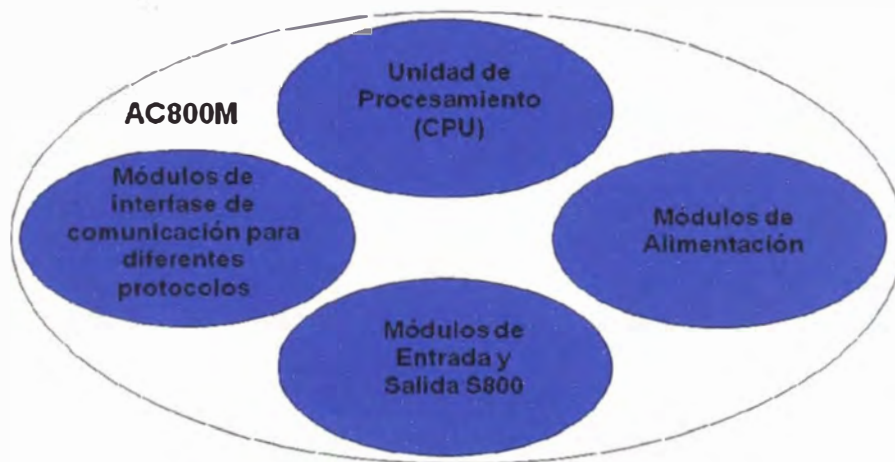 Unidad de
Procesamiento
(CPU)
AC800M
Módulos de
interfase de
comunicación para
diferentes
protocolos
Módulos de
Alimentación
Módulos de
Entrada y
Salida S800